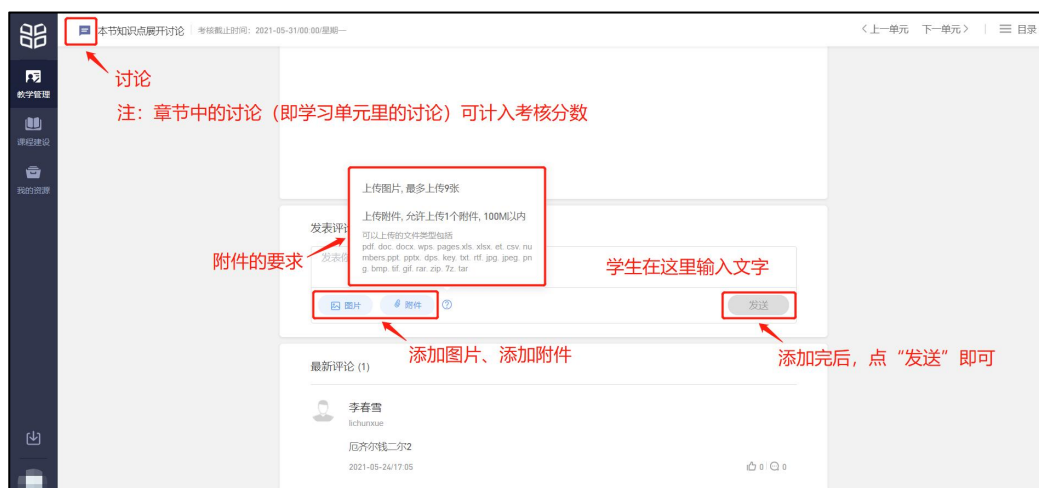 本节知识点展开讨论 考核截止时间：2021-05-31/00:00/星期一
上一单元 下一单元 目录
教学管理
课程建设
我的资源
讨论
注：章节中的讨论（即学习单元里的讨论）可计入考核分数
上传图片, 最多上传9张
上传附件, 允许上传1个附件, 100M以内
可以上传的文件类型包括
pdf. doc. docx. wps. pages.xls. xlsx. et. csv. nu
mbers.ppt. pptx. dps. key. txt. rtf. jpg. jpeg. pn
g. bmp. tif. gif. rar. zip. 7z. tar
发表评
附件的要求
发表
学生在这里输入文字
图片 附件 发送
添加图片、添加附件
添加完后，点“发送”即可
最新评论 (1)
李春雪
lichunxue
厄齐尔钱二尔2
2021-05-24/17:05 0 0